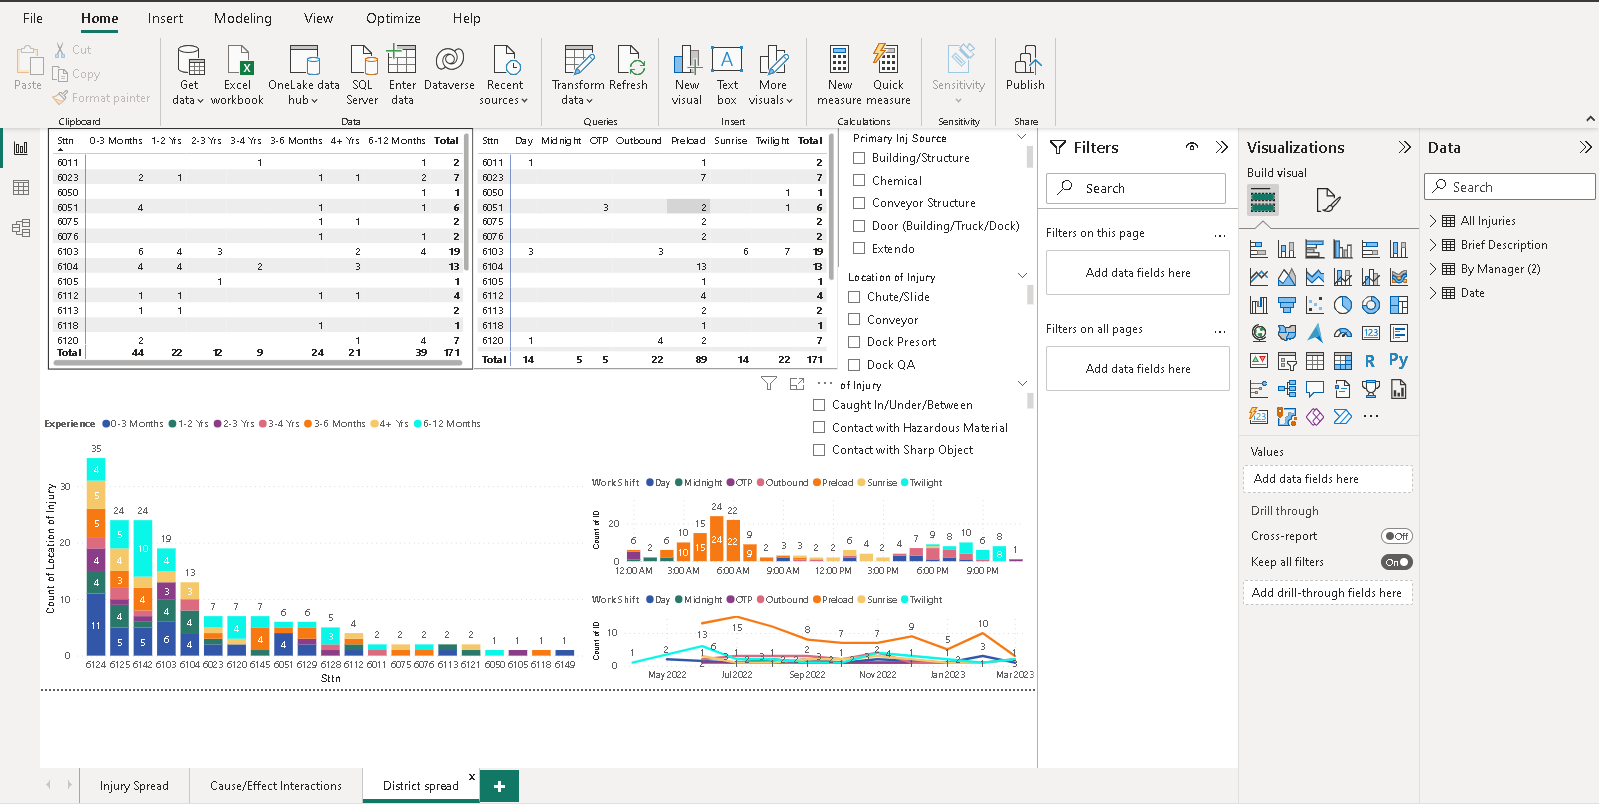 File Home Insert Modeling View Optimize Help
Paste Cut Copy Format painter
Get data Excel workbook OneLake data hub SQL Server Enter data Dataverse Recent sources
Transform data Refresh New visual Text box More visuals New measure Quick measure Sensitivity Publish
Clipboard Data Queries Insert Calculations Sensitivity Share
Sttn 0-3 Months 1-2 Yrs 2-3 Yrs 3-4 Yrs 3-6 Months 4+ Yrs 6-12 Months Total
6011 1 1 2
6023 2 1 1 1 2 7
6050 1 1
6051 4 1 1 6
6075 1 1 2
6076 1 1 2
6103 6 4 3 2 4 19
6104 4 4 2 3 13
6105 1 1
6112 1 1 1 1 4
6113 1 1 2
6118 1 1
6120 2 1 4 7
Total 44 22 12 9 24 21 39 171
Sttn Day Midnight OTP Outbound Preload Sunrise Twilight Total
6011 1 1 2
6023 7 7
6050 1 1
6051 3 2 1 6
6075 2 2
6076 2 2
6103 3 3 6 7 19
6104 13 13
6105 1 1
6112 4 4
6113 2 2
6118 1 1
6120 1 4 2 7
Total 14 5 5 22 89 14 22 171
Primary Inj Source
Building/Structure
Chemical
Conveyor Structure
Door (Building/Truck/Dock)
Extendo
Location of Injury
Chute/Slide
Conveyor
Dock Presort
Dock QA
... of Injury
Caught In/Under/Between
Contact with Hazardous Material
Contact with Sharp Object
Experience 0-3 Months 1-2 Yrs 2-3 Yrs 3-4 Yrs 3-6 Months 4+ Yrs 6-12 Months
Count of Location of Injury
30
20
10
0
35 24 24 19 13 7 7 7 6 6 5 4 2 2 2 2 2 1 1 1 1
4 5 5 4 4 11
5 4 3 4 5
10 4 5
4 3 4 6
3 4 4
4
4
4
3
6124 6125 6142 6103 6104 6023 6120 6145 6051 6129 6128 6112 6011 6075 6076 6113 6121 6050 6105 6118 6149
Sttn
Work Shift Day Midnight OTP Outbound Preload Sunrise Twilight
Count of ID
20
0
6 2 6 10 15 24 22 9 2 3 3 2 2 6 4 2 4 7 9 8 10 6 8 1
10 15 24 22 9 8
12:00 AM 3:00 AM 6:00 AM 9:00 AM 12:00 PM 3:00 PM 6:00 PM 9:00 PM
Work Shift Day Midnight OTP Outbound Preload Sunrise Twilight
Count of ID
10
0
13 15 8 7 7 9 5 10 3
1 2 6
May 2022 Jul 2022 Sep 2022 Nov 2022 Jan 2023 Mar 2023
Filters
Search
Filters on this page ...
Add data fields here
Filters on all pages ...
Add data fields here
Visualizations
Build visual
123
R
Py
123
...
Values
Add data fields here
Drill through
Cross-report Off
Keep all filters On
Add drill-through fields here
Data
Search
All Injuries
Brief Description
By Manager (2)
Date
Injury Spread Cause/Effect Interactions District spread x +